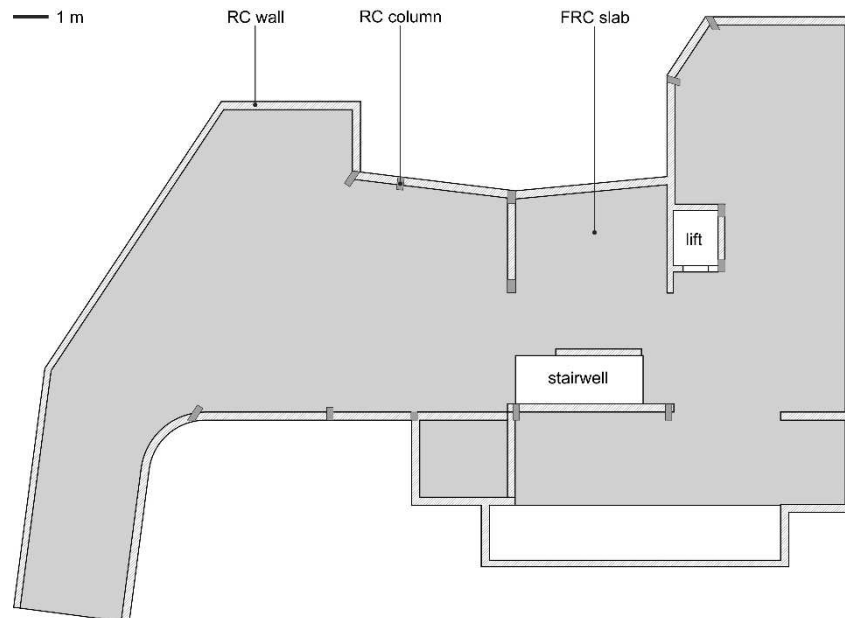 1 m
RC wall
RC column
FRC slab
lift
stairwell